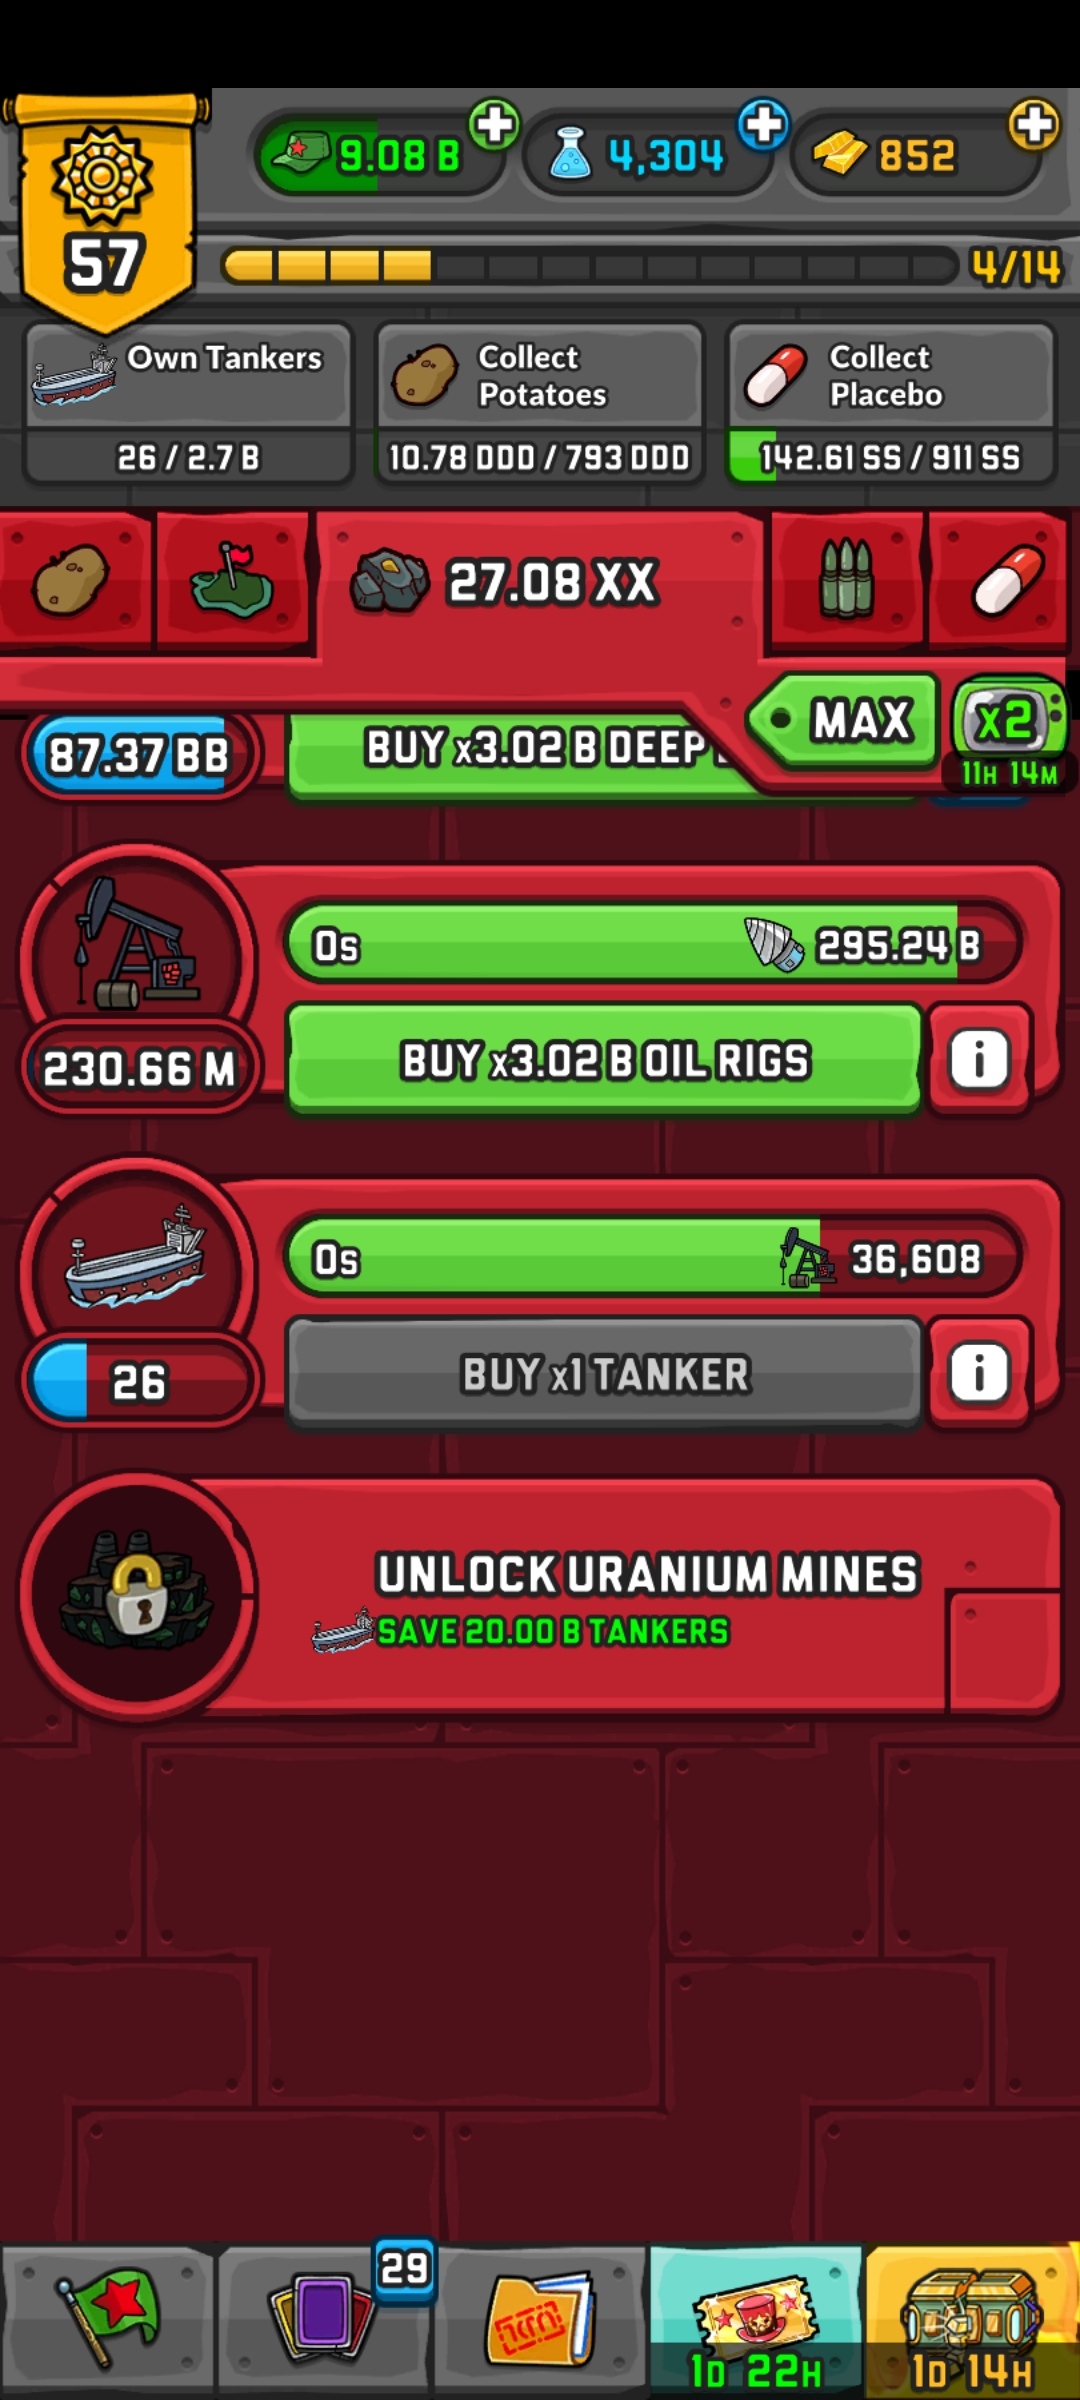 9.08 B
4,304
852
57
4/14
Own Tankers
26 / 2.7 B
Collect
Potatoes
10.78 DDD / 793 DDD
Collect
Placebo
142.61 SS / 911 SS
27.08 XX
MAX
x2
11H 14M
87.37 BB
BUY x3.02 B DEEP
0s
295.24 B
230.66 M
BUY x3.02 B OIL RIGS
i
0s
36,608
26
BUY x1 TANKER
i
UNLOCK URANIUM MINES
SAVE 20.00 B TANKERS
29
1D 22H
1D 14H